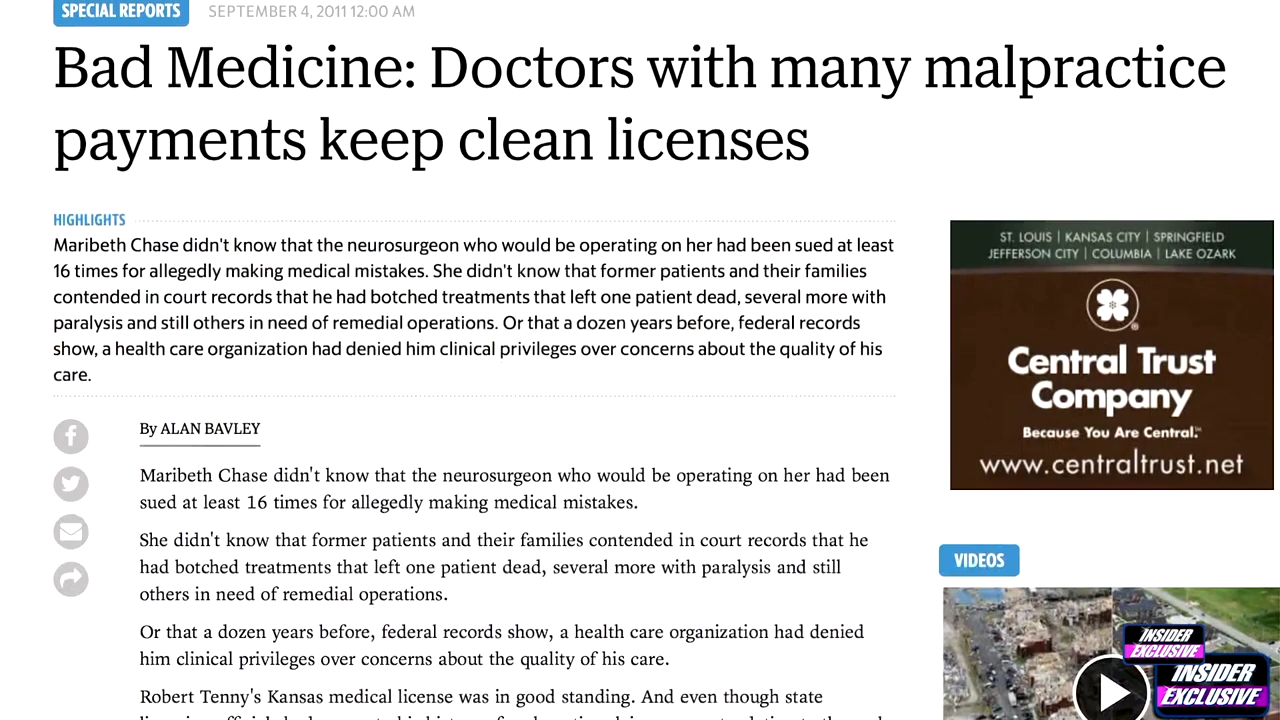 SPECIAL REPORTS
SEPTEMBER 4, 2011 12:00 AM
Bad Medicine: Doctors with many malpractice
payments keep clean licenses
HIGHLIGHTS
Maribeth Chase didn't know that the neurosurgeon who would be operating on her had been sued at least
16 times for allegedly making medical mistakes. She didn't know that former patients and their families
contended in court records that he had botched treatments that left one patient dead, several more with
paralysis and still others in need of remedial operations. Or that a dozen years before, federal records
show, a health care organization had denied him clinical privileges over concerns about the quality of his
care.
By ALAN BAVLEY
Maribeth Chase didn't know that the neurosurgeon who would be operating on her had been
sued at least 16 times for allegedly making medical mistakes.
She didn't know that former patients and their families contended in court records that he
had botched treatments that left one patient dead, several more with paralysis and still
others in need of remedial operations.
Or that a dozen years before, federal records show, a health care organization had denied
him clinical privileges over concerns about the quality of his care.
Robert Tenny's Kansas medical license was in good standing. And even though state
ST. LOUIS | KANSAS CITY | SPRINGFIELD
JEFFERSON CITY | COLUMBIA | LAKE OZARK
Central Trust
Company
Because You Are Central.
www.centraltrust.net
VIDEOS
INSIDER
EXCLUSIVE
INSIDER
EXCLUSIVE